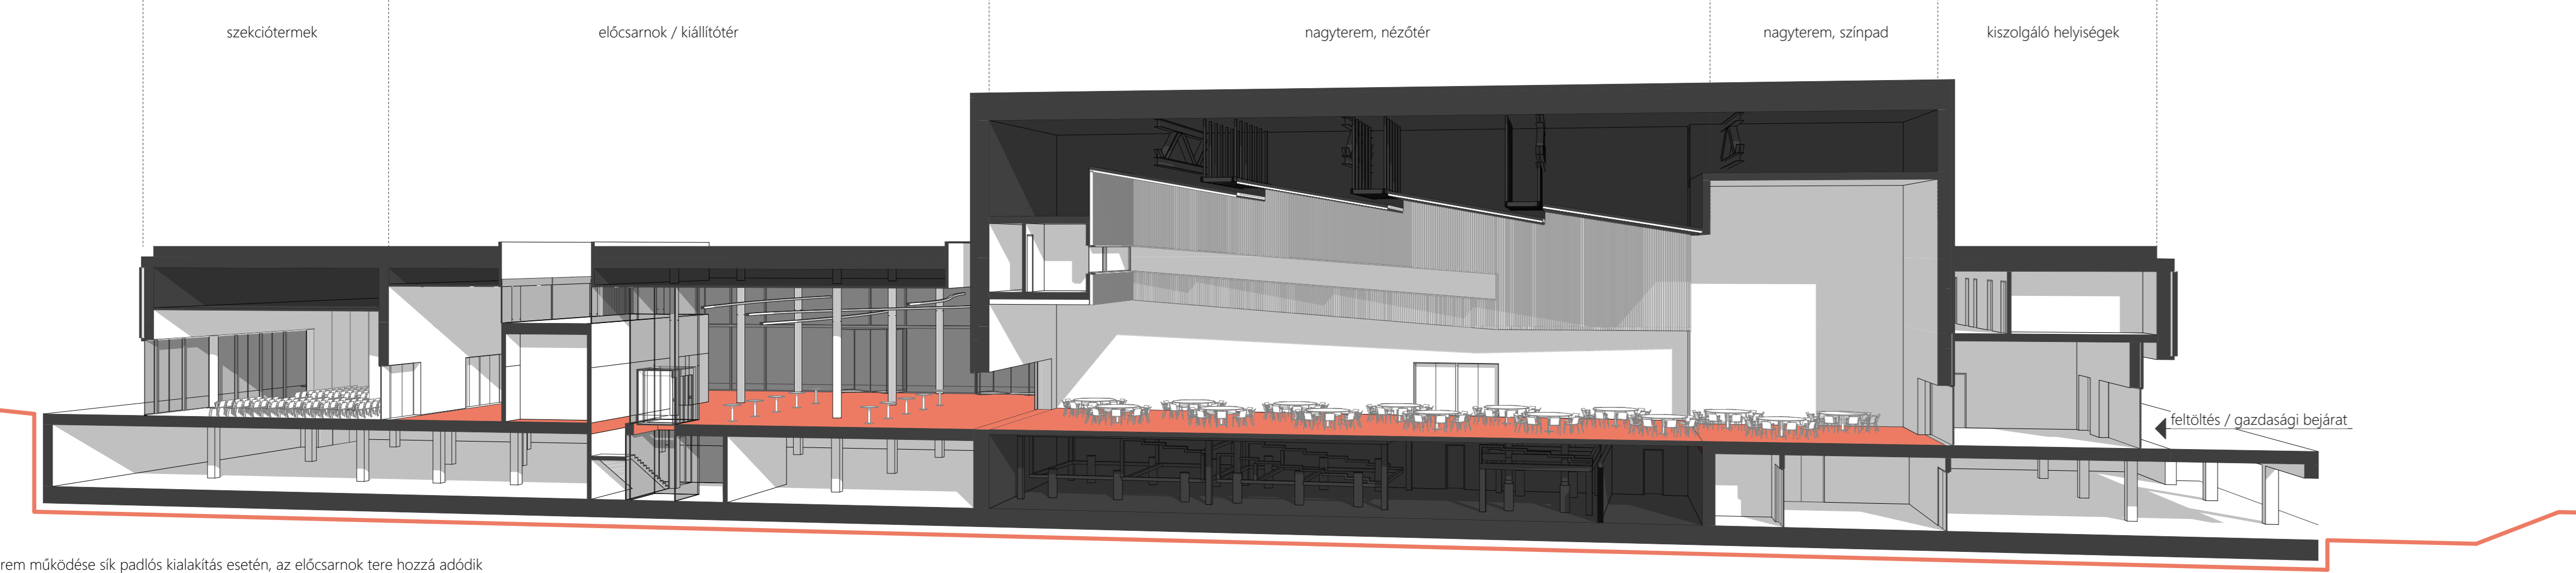 szekciótermek
előcsarnok / kiállítótér
nagyterem, nézőtér
nagyterem, színpad
kiszolgáló helyiségek
feltöltés / gazdasági bejárat
rem működése sík padlós kialakítás esetén, az előcsarnok tere hozzá adódik